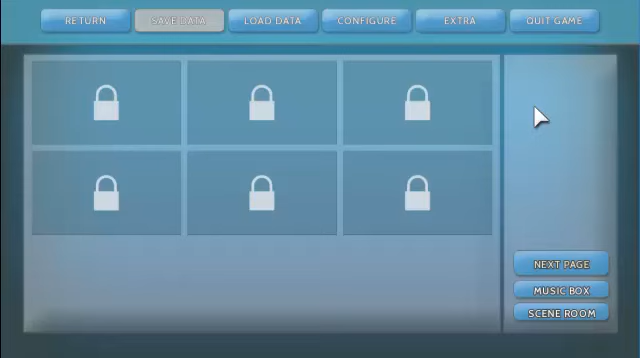 RETURN
SAVE DATA
LOAD DATA
CONFIGURE
EXTRA
QUIT GAME
NEXT PAGE
MUSIC BOX
SCENE ROOM